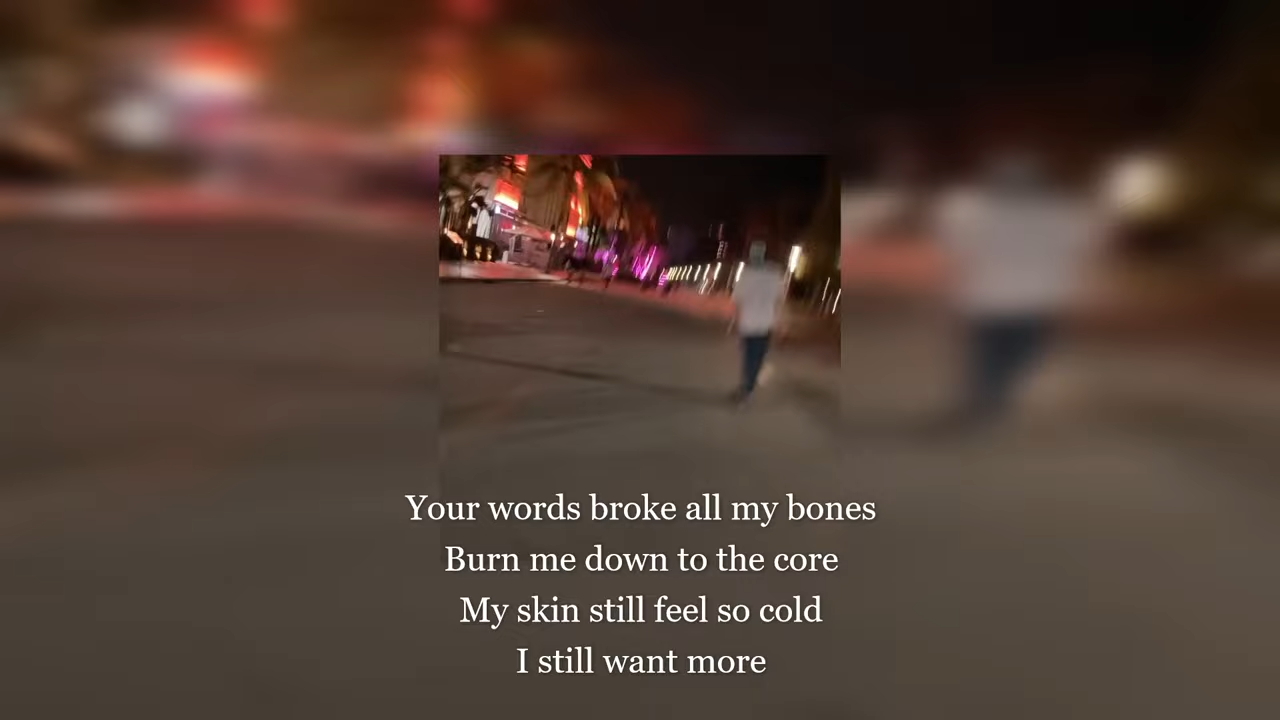 Your words broke all my bones
Burn me down to the core
My skin still feel so cold
I still want more